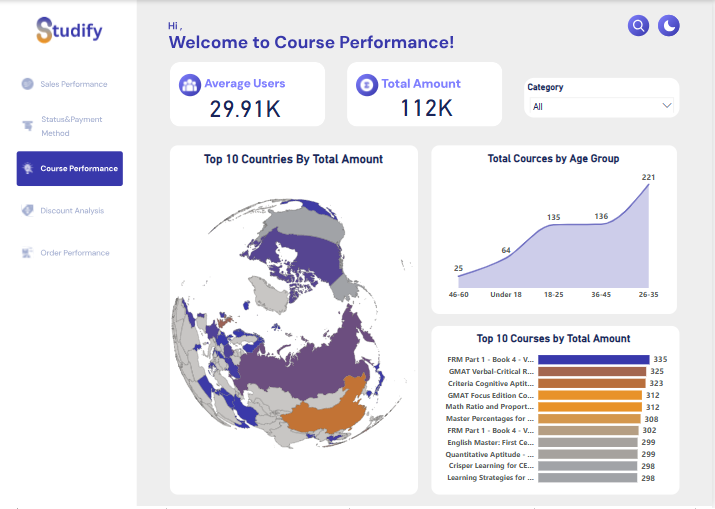 Studify
Hi ,
Welcome to Course Performance!
Sales Performance
Status&Payment
Method
Course Performance
Discount Analysis
Order Performance
Average Users
29.91K
Total Amount
112K
Category
All
Top 10 Countries By Total Amount
Total Cources by Age Group
25
64
135
136
221
46-60
Under 18
18-25
36-45
26-35
Top 10 Courses by Total Amount
FRM Part 1 - Book 4 - V... 335
GMAT Verbal-Critical R... 325
Criteria Cognitive Aptit... 323
GMAT Focus Edition Co... 312
Math Ratio and Proport... 312
Master Percentages for ... 308
FRM Part 1 - Book 4 - V... 302
English Master: First Ce... 299
Quantitative Aptitude - ... 299
Crisper Learning for CE... 298
Learning Strategies for ... 298